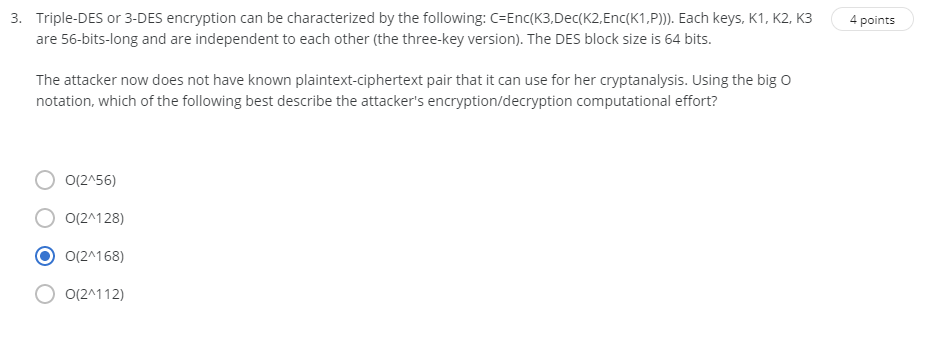 3. Triple-DES or 3-DES encryption can be characterized by the following: C=Enc(K3,Dec(K2,Enc(K1,P))). Each keys, K1, K2, K3 4 points
are 56-bits-long and are independent to each other (the three-key version). The DES block size is 64 bits.
The attacker now does not have known plaintext-ciphertext pair that it can use for her cryptanalysis. Using the big O
notation, which of the following best describe the attacker's encryption/decryption computational effort?
O(2^56)
O(2^128)
O(2^168)
O(2^112)